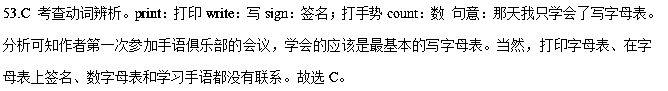 53.C 考查动词辨析。print：打印 write：写 sign：签名；打手势 count：数 句意：那天我只学会了写字母表。
分析可知作者第一次参加手语俱乐部的会议，学会的应该是最基本的写字母表。当然，打印字母表、在字
母表上签名、数字母表和学习手语都没有联系。故选 C。